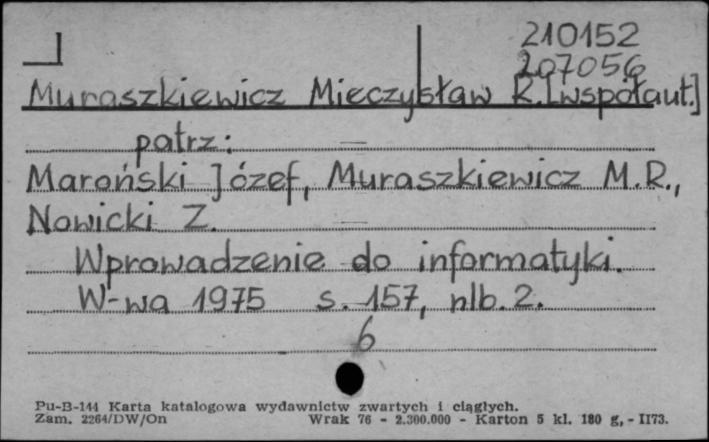 210152
207056
Muraszkiewicz Mieczysław R. [współaut.]
patrz:
Maroński Józef, Muraszkiewicz M.R.,
Nowicki Z.
Wprowadzenie do informatyki.
W-wa 1975 s. 157, nlb. 2.
6
Pu-B-144 Karta katalogowa wydawnictw zwartych i ciągłych.
Zam. 2264/DW/On Wrak 76 - 2.300.000 - Karton 5 kl. 180 g, - II73.